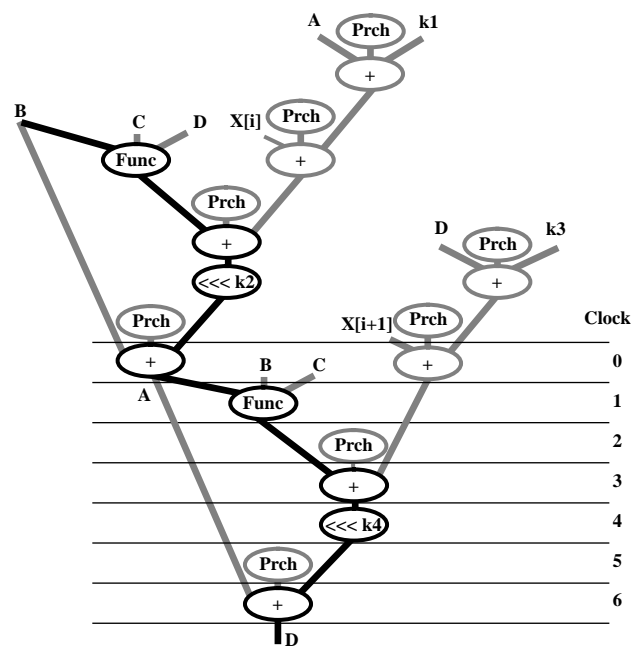 A Prch k1
+
B C D X[i] Prch
Func +
Prch
+
D Prch k3
<<< k2 +
Prch X[i+1] Prch Clock
+ + 0
A B C
Func 1
Prch 2
+ 3
<<< k4 4
Prch 5
+ 6
D